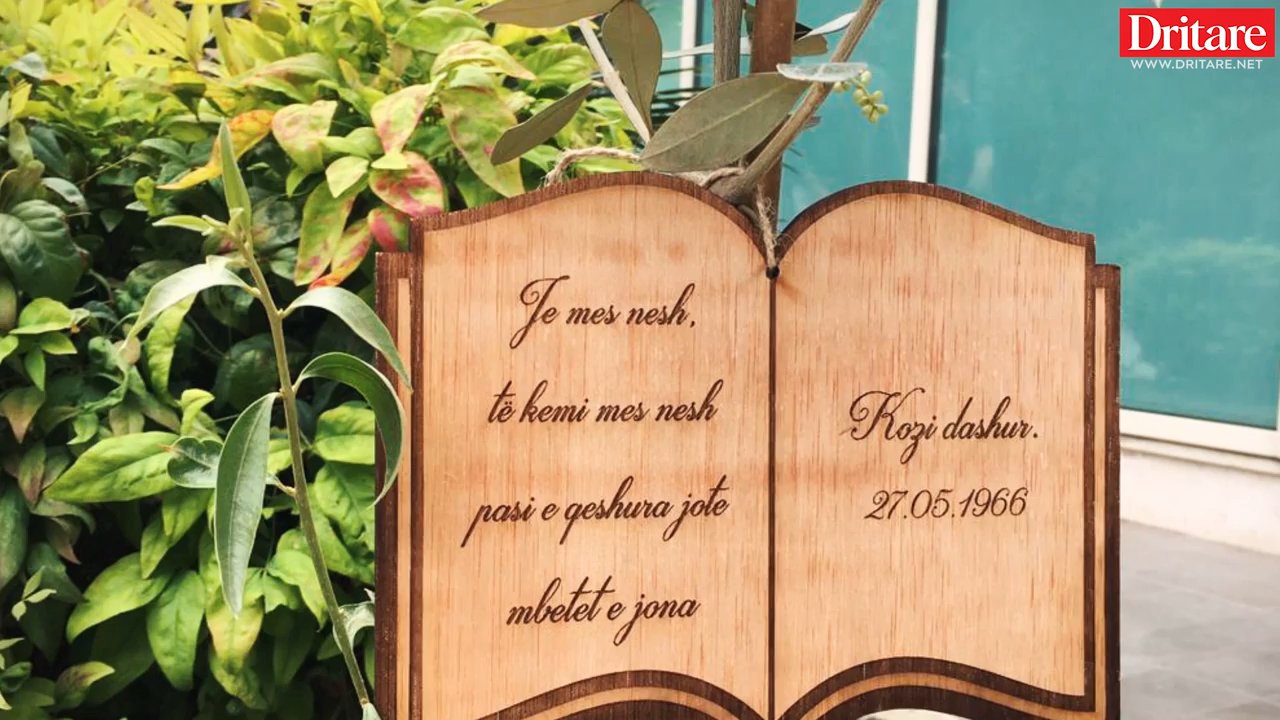 Dritare
WWW.DRITARE.NET
Je mes nesh,
të kemi mes nesh
pasi e qeshura jote
mbetet e jona
Kozi dashur.
27.05.1966